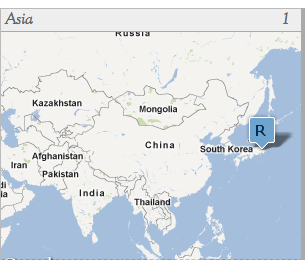 Asia 1
Russia
Kazakhstan
Mongolia
R
China
South Korea
Afghanistan
Iran
Pakistan
India
Thailand